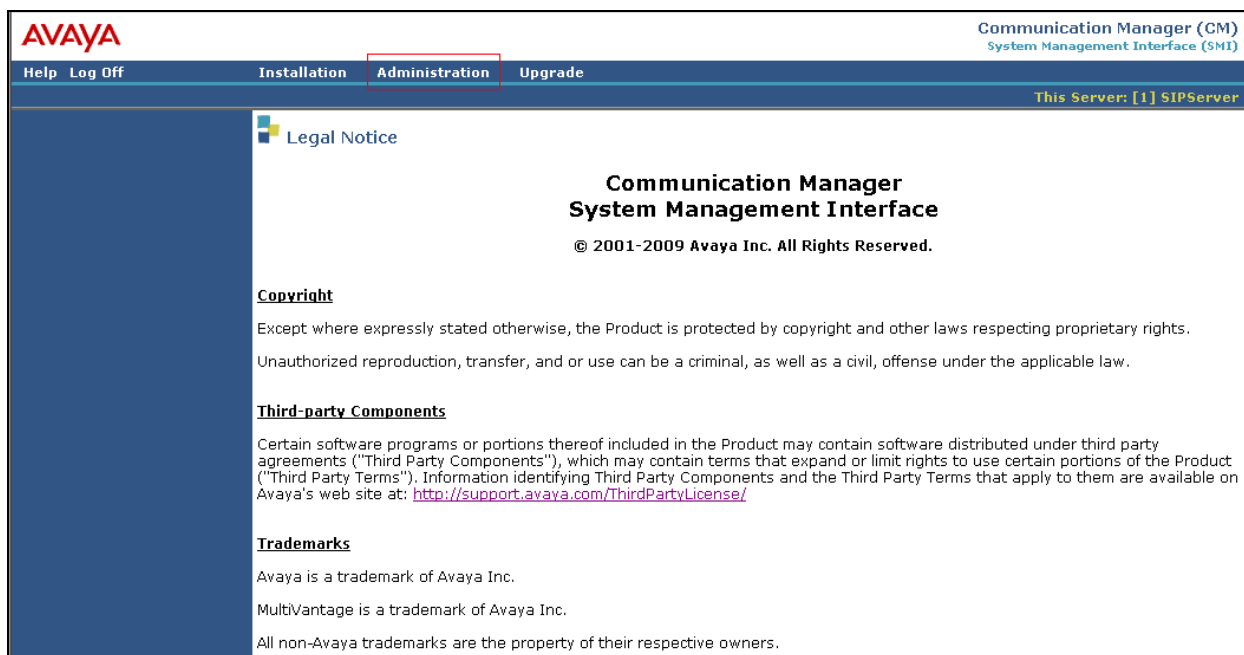 AVAYA
Communication Manager (CM)
System Management Interface (SMI)
Help Log Off Installation Administration Upgrade
This Server: [1] SIPServer
Legal Notice
Communication Manager
System Management Interface
© 2001-2009 Avaya Inc. All Rights Reserved.
Copyright
Except where expressly stated otherwise, the Product is protected by copyright and other laws respecting proprietary rights.
Unauthorized reproduction, transfer, and or use can be a criminal, as well as a civil, offense under the applicable law.
Third-party Components
Certain software programs or portions thereof included in the Product may contain software distributed under third party
agreements ("Third Party Components"), which may contain terms that expand or limit rights to use certain portions of the Product
("Third Party Terms"). Information identifying Third Party Components and the Third Party Terms that apply to them are available on
Avaya's web site at: http://support.avaya.com/ThirdPartyLicense/
Trademarks
Avaya is a trademark of Avaya Inc.
MultiVantage is a trademark of Avaya Inc.
All non-Avaya trademarks are the property of their respective owners.